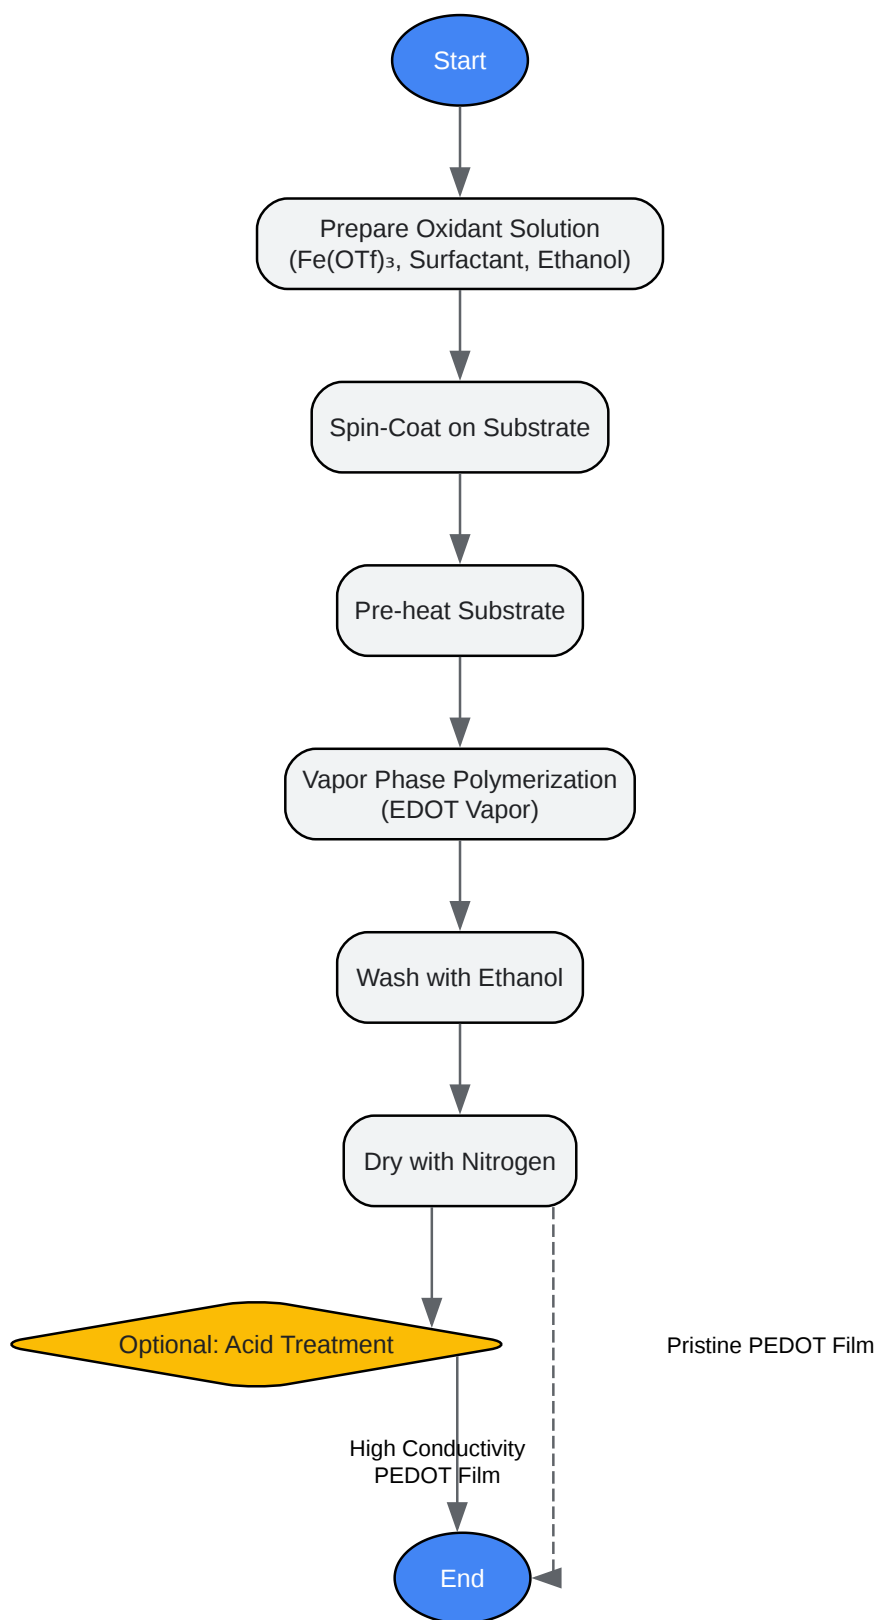 Start
Prepare Oxidant Solution
(Fe(OTf)₃, Surfactant, Ethanol)
Spin-Coat on Substrate
Pre-heat Substrate
Vapor Phase Polymerization
(EDOT Vapor)
Wash with Ethanol
Dry with Nitrogen
Optional: Acid Treatment
Pristine PEDOT Film
High Conductivity
PEDOT Film
End